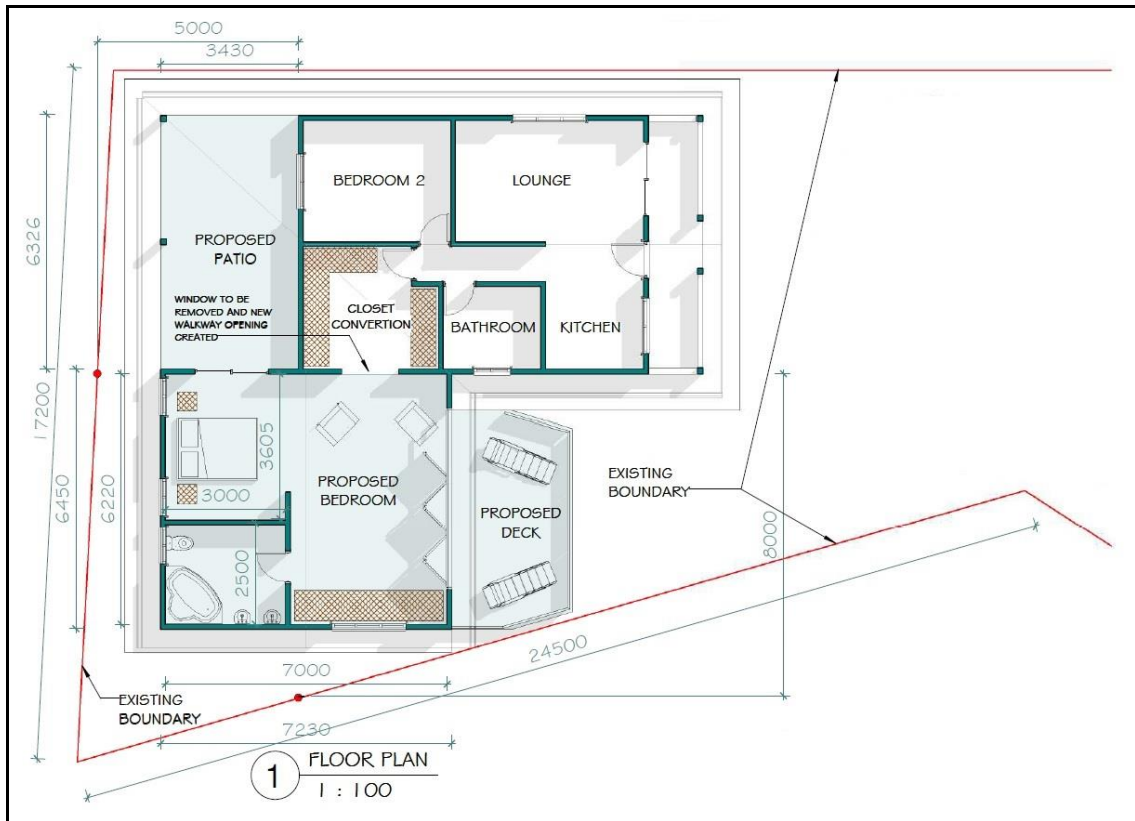 5000
3430
BEDROOM 2
LOUNGE
PROPOSED
PATIO
6326
WINDOW TO BE
REMOVED AND NEW
WALKWAY OPENING
CREATED
CLOSET
CONVERTION
BATHROOM
KITCHEN
17200
6450
6220
3605
3000
PROPOSED
BEDROOM
PROPOSED
DECK
EXISTING
BOUNDARY
8000
2500
24500
7000
EXISTING
BOUNDARY
7230
1
FLOOR PLAN
1 : 100